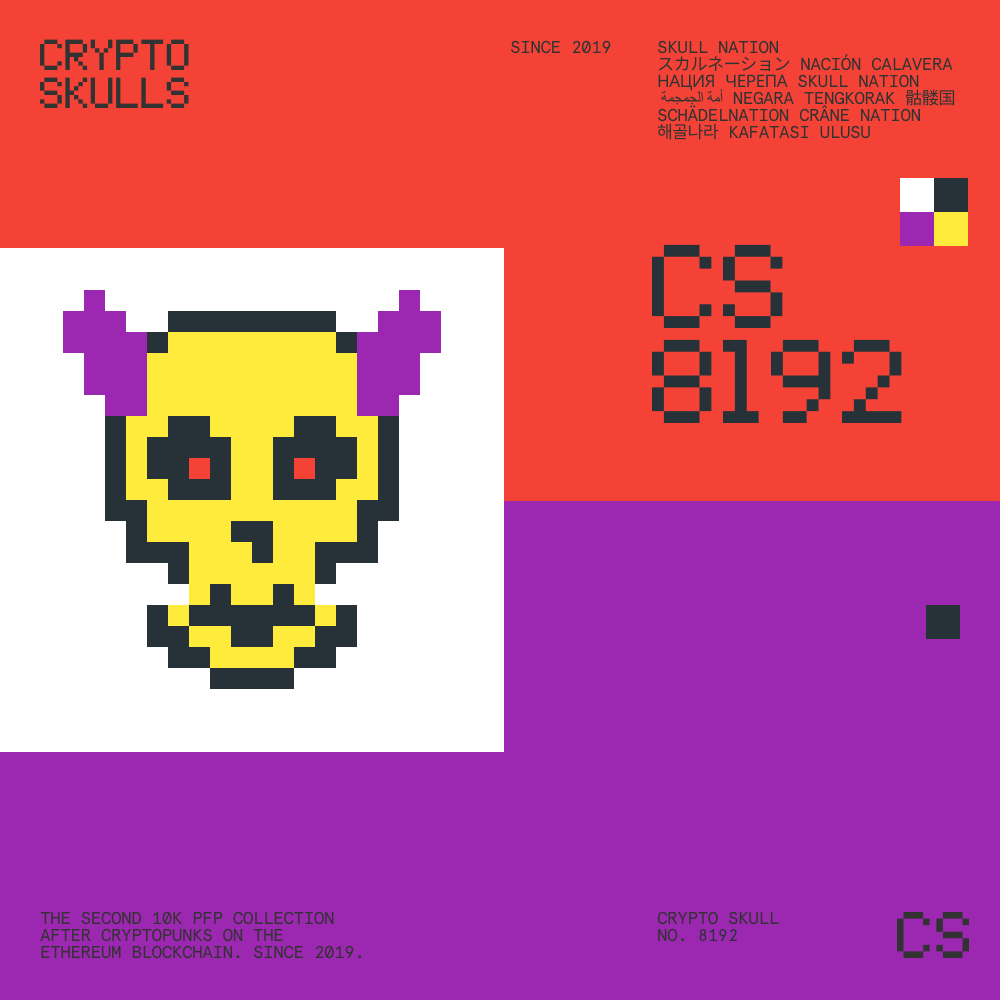 CRYPTO
SKULLS
SINCE 2019
SKULL NATION
スカルネーション NACIÓN CALAVERA
НАЦИЯ ЧЕРЕПА SKULL NATION
أمة الجمجمة NEGARA TENGKORAK 骷髅国
SCHÄDELNATION CRÂNE NATION
해골나라 KAFATASI ULUSU
CS
8192
THE SECOND 10K PFP COLLECTION
AFTER CRYPTOPUNKS ON THE
ETHEREUM BLOCKCHAIN. SINCE 2019.
CRYPTO SKULL
NO. 8192
CS